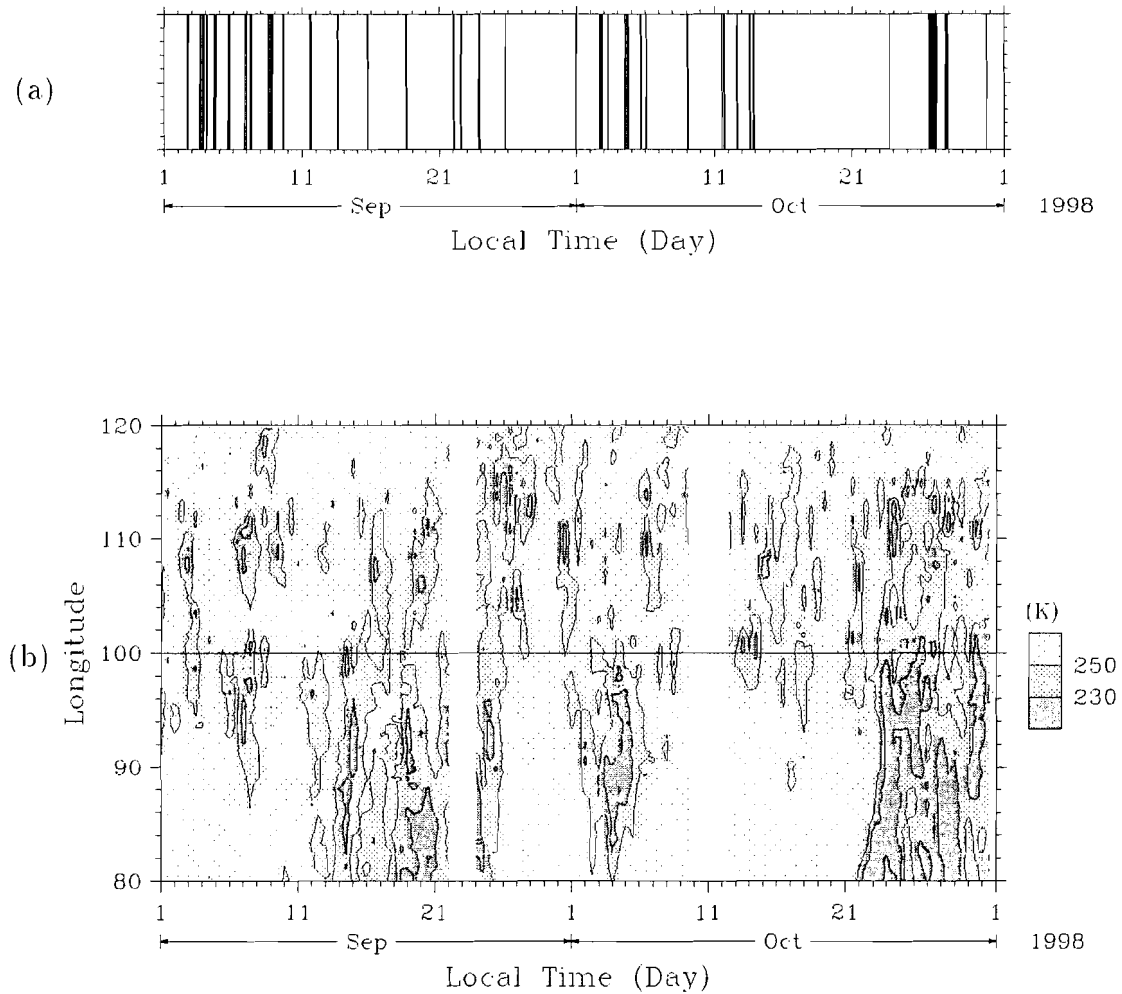 (a)
1 11 21 1 11 21 1
Sep Oct 1998
Local Time (Day)
120
110
100
90
80
Longitude
(b)
(K)
250
230
1 11 21 1 11 21 1
Sep Oct 1998
Local Time (Day)